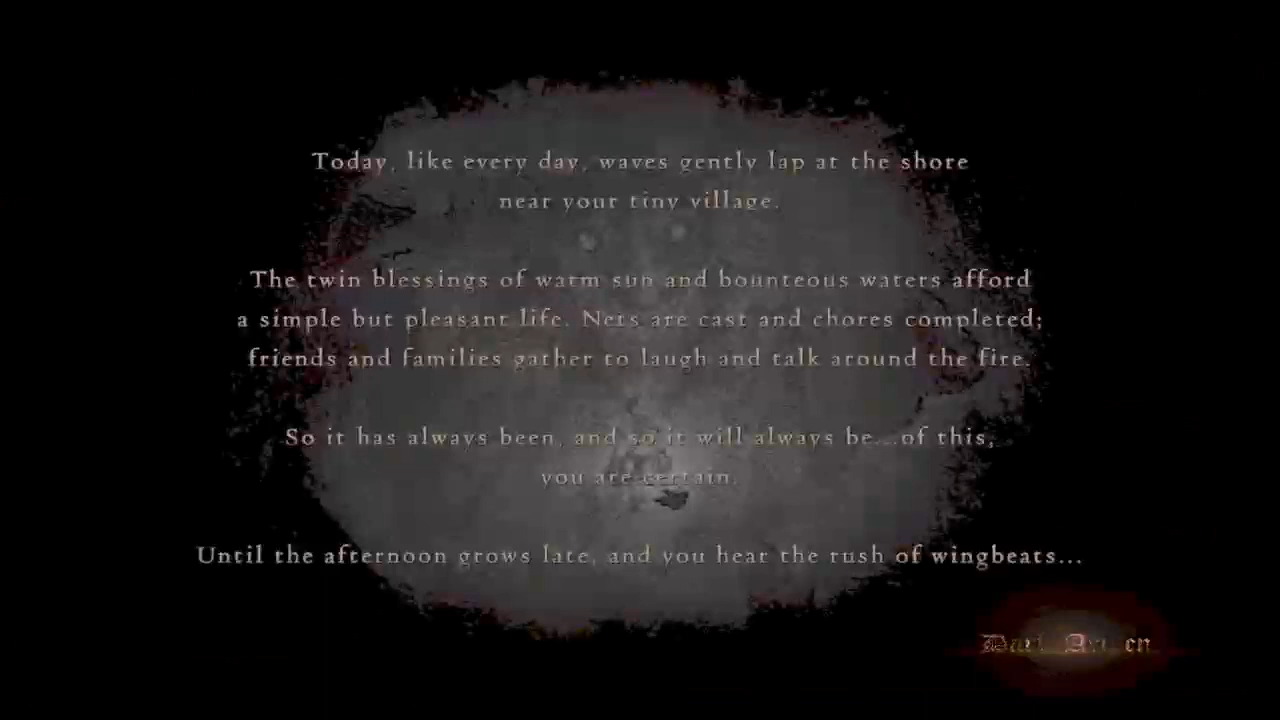 Today, like every day, waves gently lap at the shore
near your tiny village.
The twin blessings of warm sun and bounteous waters afford
a simple but pleasant life. Nets are cast and chores completed;
friends and families gather to laugh and talk around the fire.
So it has always been, and so it will always be...of this,
you are certain.
Until the afternoon grows late, and you hear the rush of wingbeats...